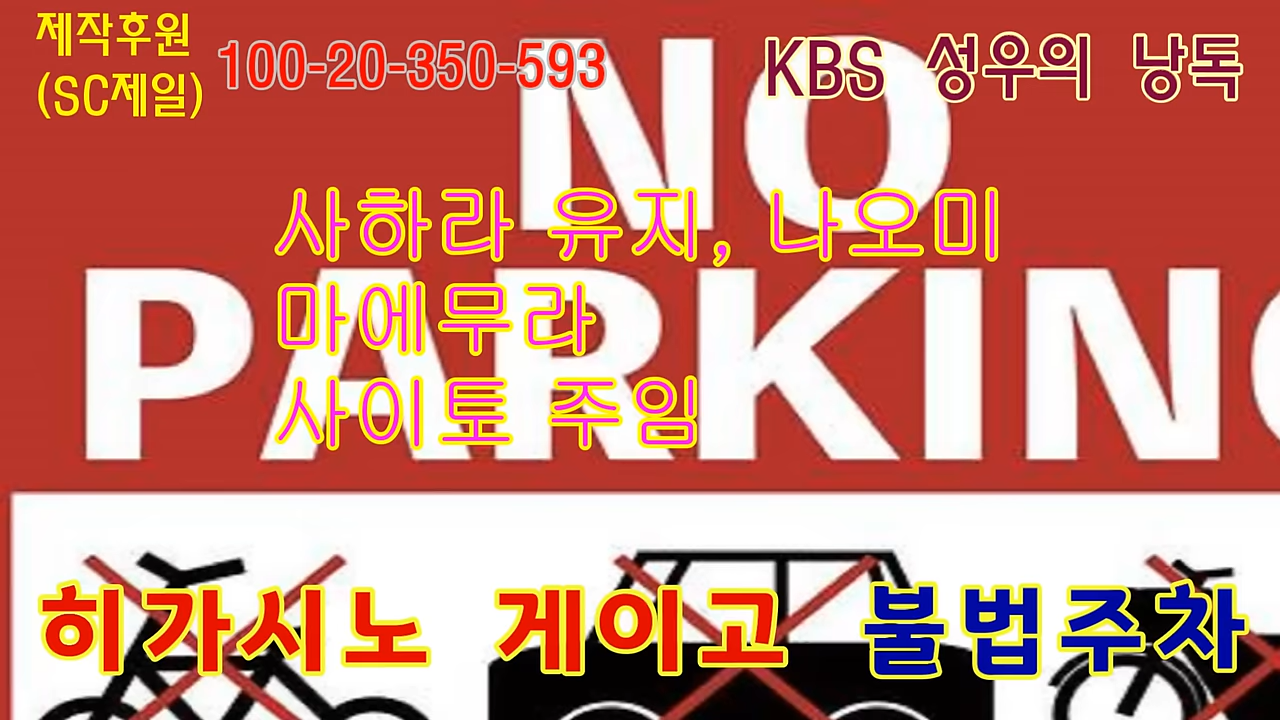 제작후원
(SC제일)
100-20-350-593
KBS 성우의 낭독
NO
사하라 유지, 나오미
PARKING
마에무라
사이토 주임
히가시노 게이고 불법주차